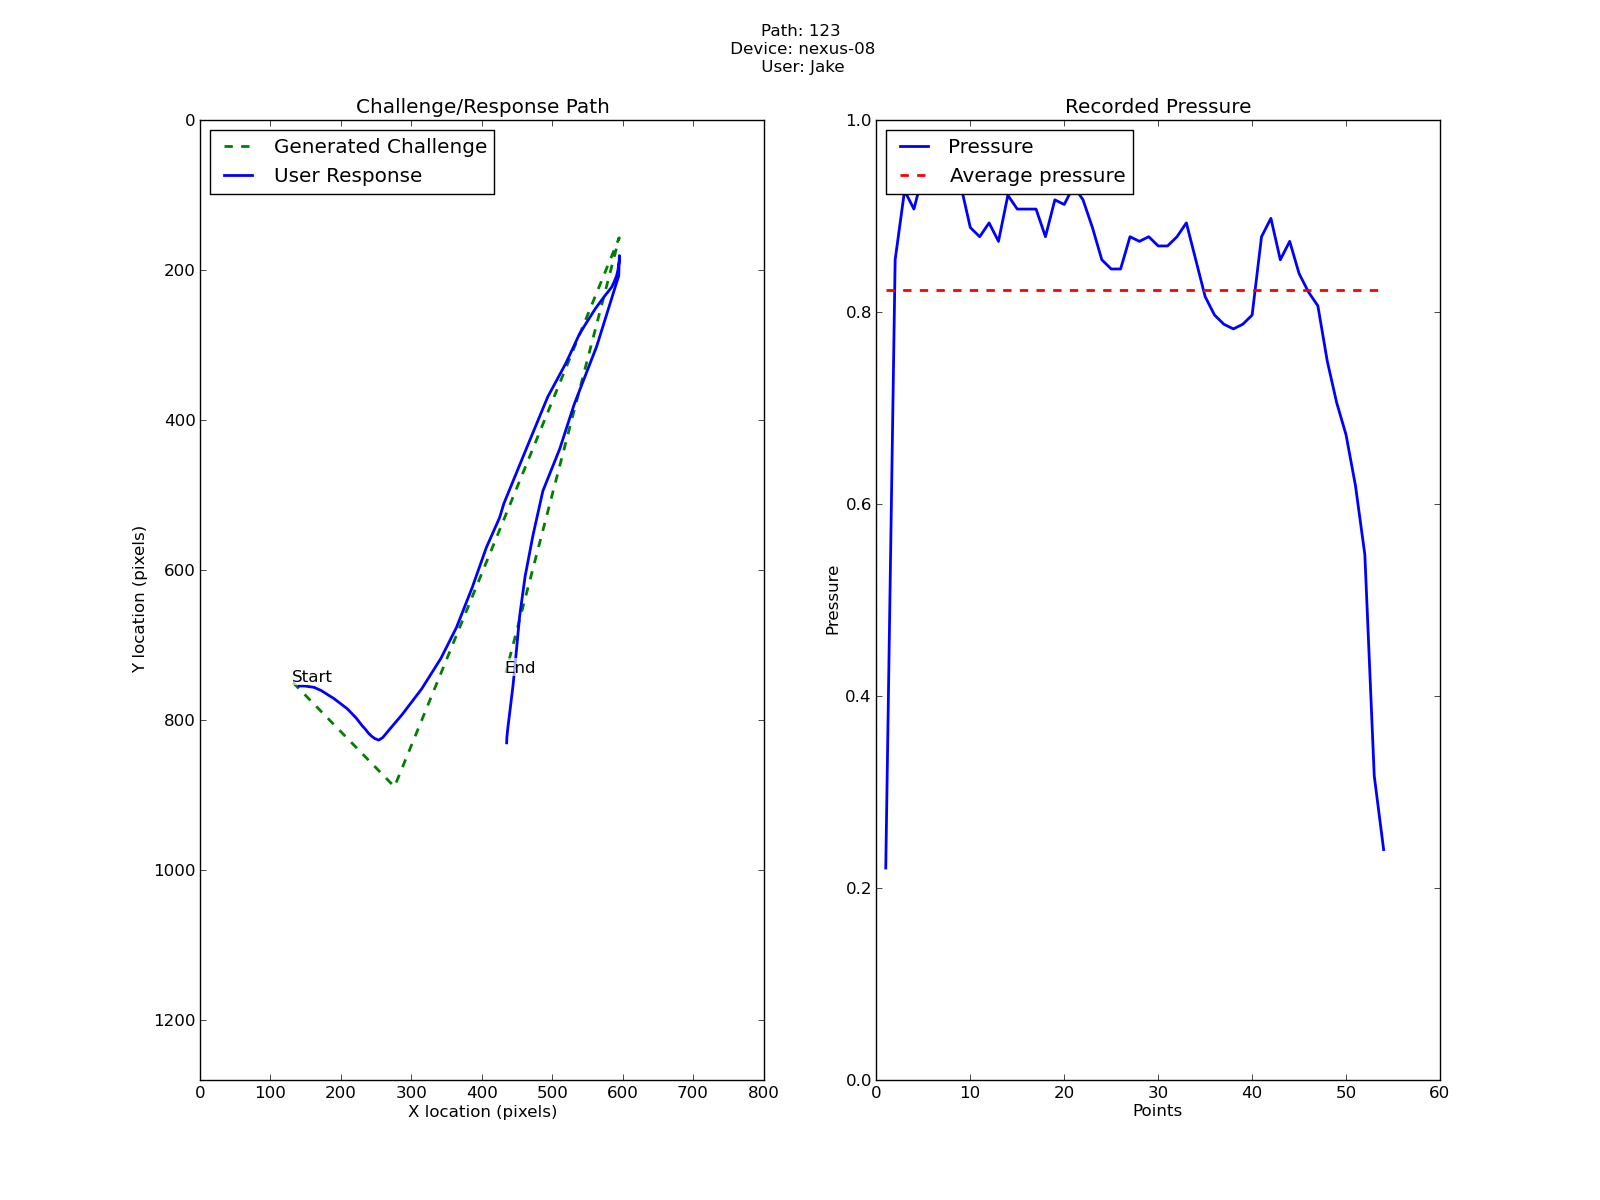 Path: 123
Device: nexus-08
User: Jake
Challenge/Response Path
Generated Challenge
User Response
0
200
400
600
800
1000
1200
Y location (pixels)
Start
End
0 100 200 300 400 500 600 700 800
X location (pixels)
Recorded Pressure
Pressure
Average pressure
1.0
0.8
0.6
0.4
0.2
0.0
Pressure
0 10 20 30 40 50 60
Points